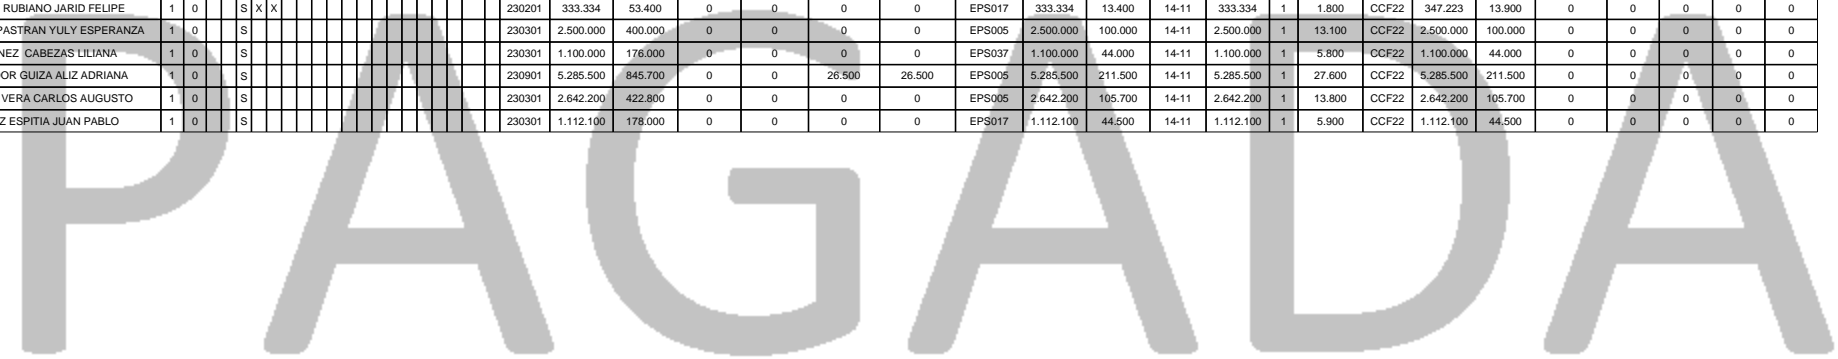 RUBIANO JARID FELIPE 1 0 S X X 230201 333.334 53.400 0 0 0 0 EPS017 333.334 13.400 14-11 333.334 1 1.800 CCF22 347.223 13.900 0 0 0 0 0
PASTRAN YULY ESPERANZA 1 0 S 230301 2.500.000 400.000 0 0 0 0 EPS005 2.500.000 100.000 14-11 2.500.000 1 13.100 CCF22 2.500.000 100.000 0 0 0 0 0
NEZ CABEZAS LILIANA 1 0 S 230301 1.100.000 176.000 0 0 0 0 EPS037 1.100.000 44.000 14-11 1.100.000 1 5.800 CCF22 1.100.000 44.000 0 0 0 0 0
OR GUIZA ALIZ ADRIANA 1 0 S 230901 5.285.500 845.700 0 0 26.500 26.500 EPS005 5.285.500 211.500 14-11 5.285.500 1 27.600 CCF22 5.285.500 211.500 0 0 0 0 0
VERA CARLOS AUGUSTO 1 0 S 230301 2.642.200 422.800 0 0 0 0 EPS005 2.642.200 105.700 14-11 2.642.200 1 13.800 CCF22 2.642.200 105.700 0 0 0 0 0
Z ESPITIA JUAN PABLO 1 0 S 230301 1.112.100 178.000 0 0 0 0 EPS017 1.112.100 44.500 14-11 1.112.100 1 5.900 CCF22 1.112.100 44.500 0 0 0 0 0
PAGADA